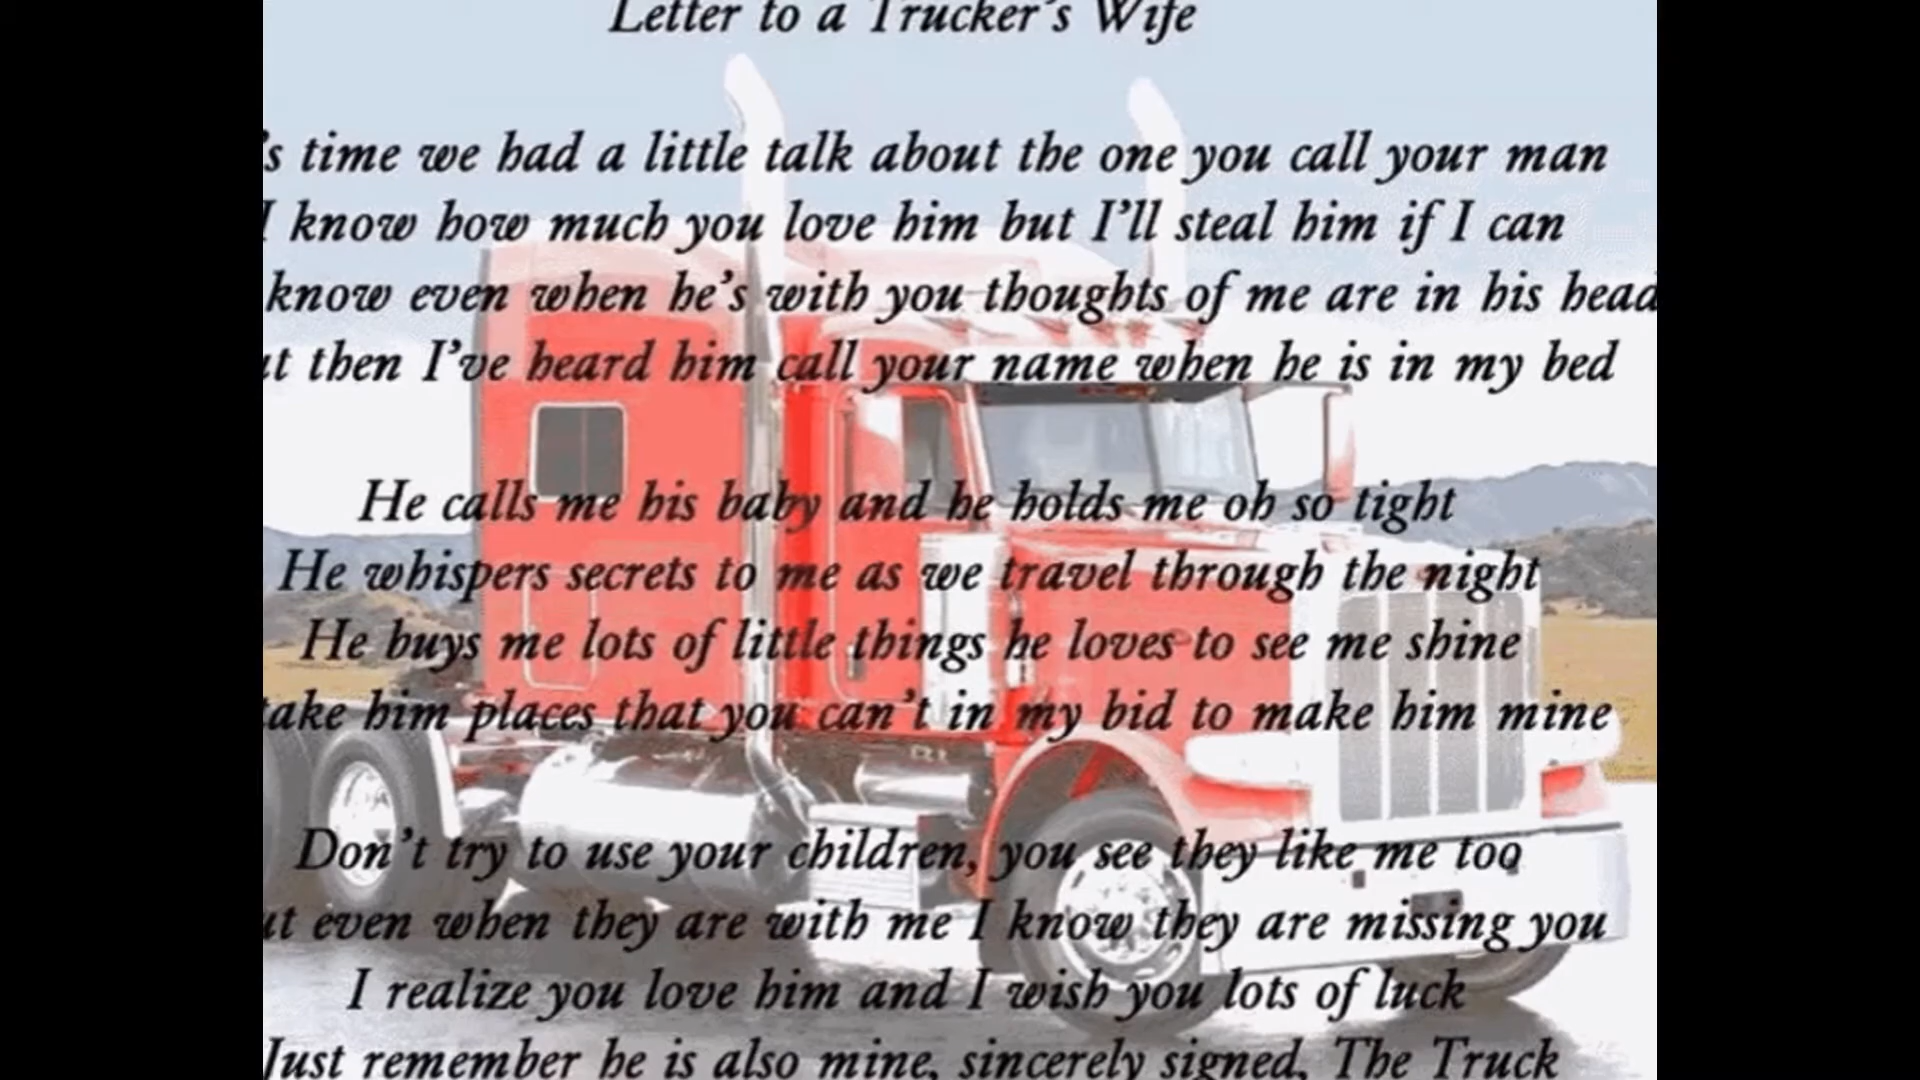 Letter to a Trucker's Wife
's time we had a little talk about the one you call your man
I know how much you love him but I'll steal him if I can
know even when he's with you thoughts of me are in his head
ut then I've heard him call your name when he is in my bed
He calls me his baby and he holds me oh so tight
He whispers secrets to me as we travel through the night
He buys me lots of little things he loves to see me shine
take him places that you can't in my bid to make him mine
Don't try to use your children, you see they like me too
ut even when they are with me I know they are missing you
I realize you love him and I wish you lots of luck
Just remember he is also mine, sincerely signed, The Truck